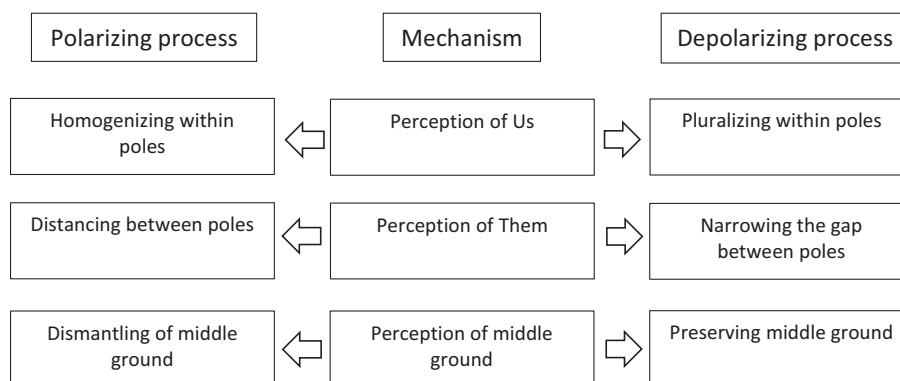 Polarizing process
Mechanism
Depolarizing process
Homogenizing within
poles
Perception of Us
Pluralizing within poles
Distancing between poles
Perception of Them
Narrowing the gap
between poles
Dismantling of middle
ground
Perception of middle
ground
Preserving middle ground